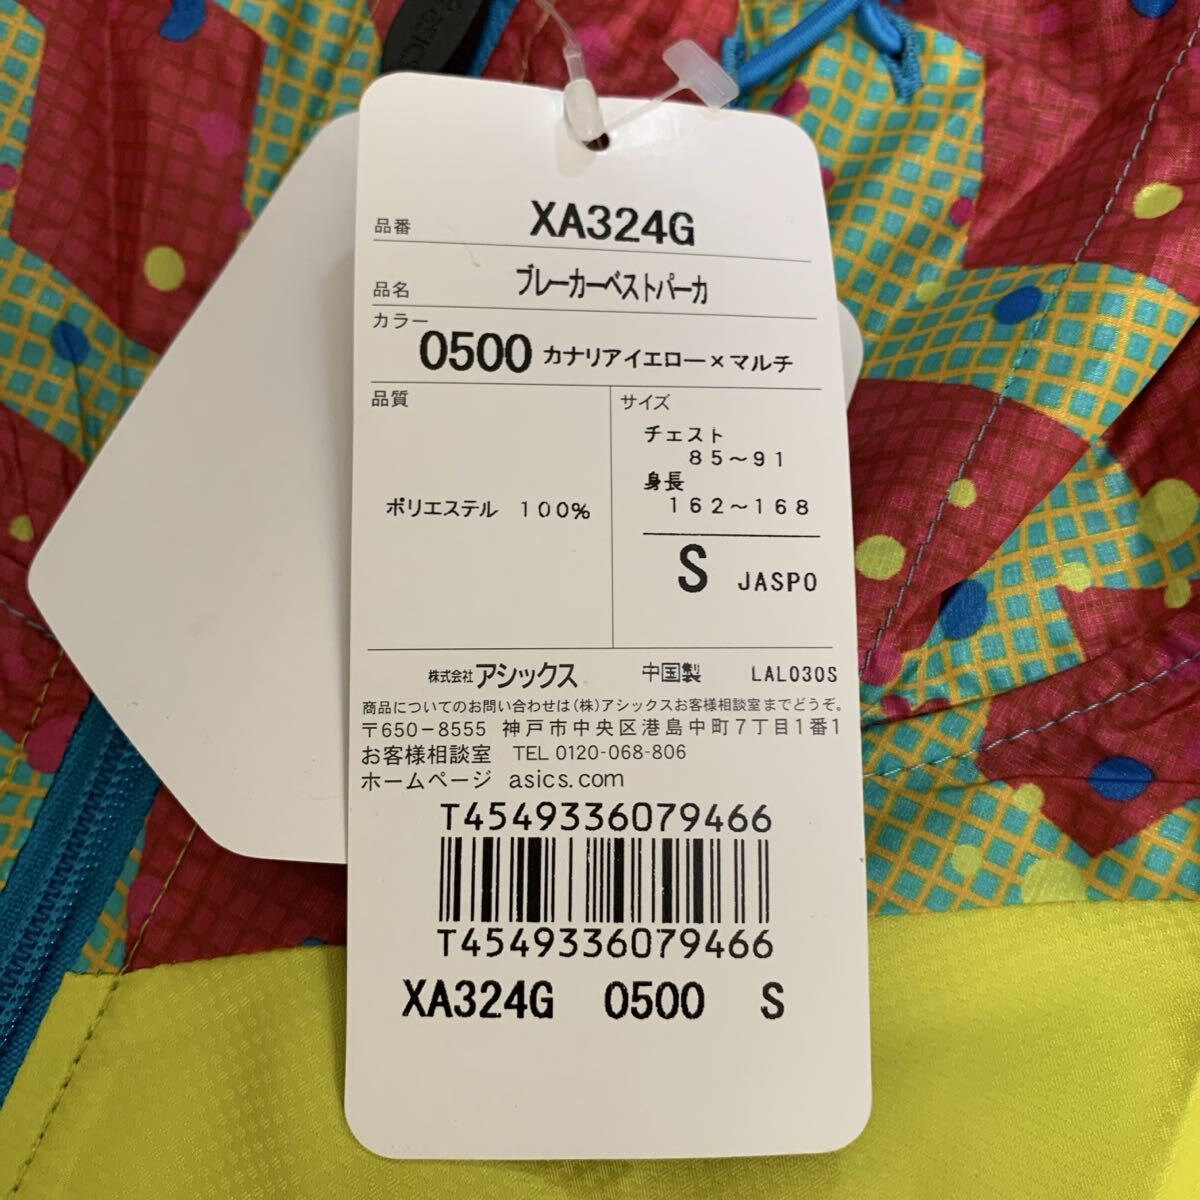 品番 XA324G
品名 ブレーカーベストパーカ
カラー
0500 カナリアイエロー×マルチ
品質
ポリエステル 100%
サイズ
チェスト
85～91
身長
162～168
S JASPO
株式会社アシックス 中国製 LAL030S
商品についてのお問い合わせは(株)アシックスお客様相談室までどうぞ。
〒650-8555 神戸市中央区港島中町7丁目1番1
お客様相談室 TEL 0120-068-806
ホームページ asics.com
T4549336079466
T4549336079466
XA324G 0500 S